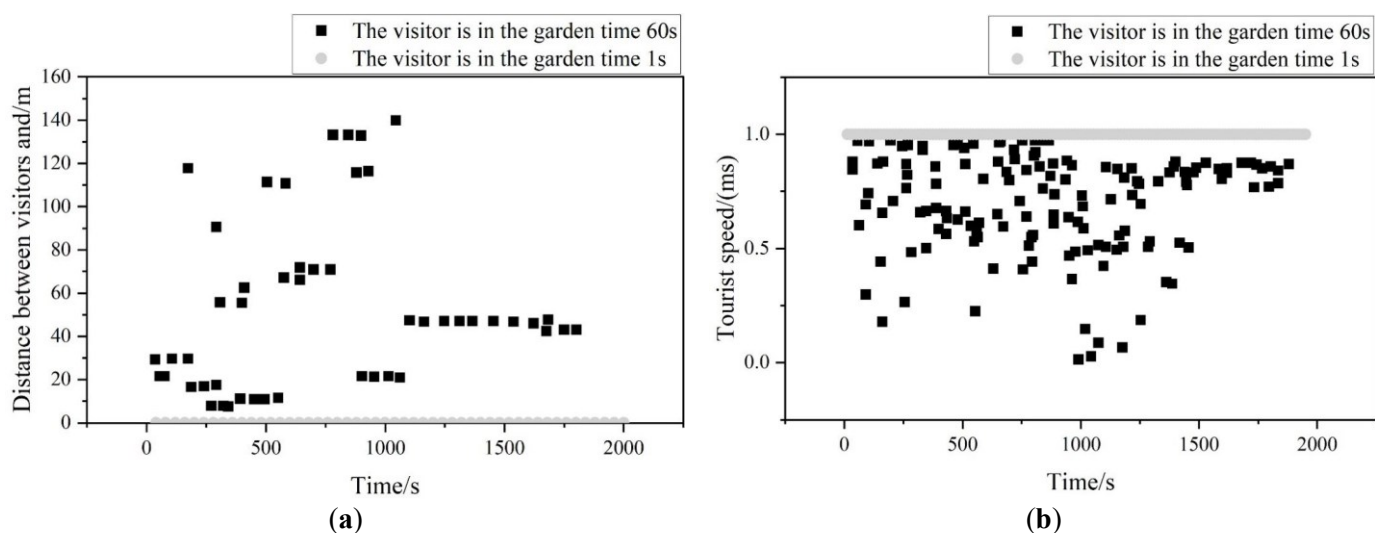 The visitor is in the garden time 60s
The visitor is in the garden time 1s
160
140
120
100
80
60
40
20
0
Distance between visitors and/m
0
500
1000
1500
2000
Time/s
(a)
The visitor is in the garden time 60s
The visitor is in the garden time 1s
1.0
0.5
0.0
Tourist speed/(ms)
0
500
1000
1500
2000
Time/s
(b)